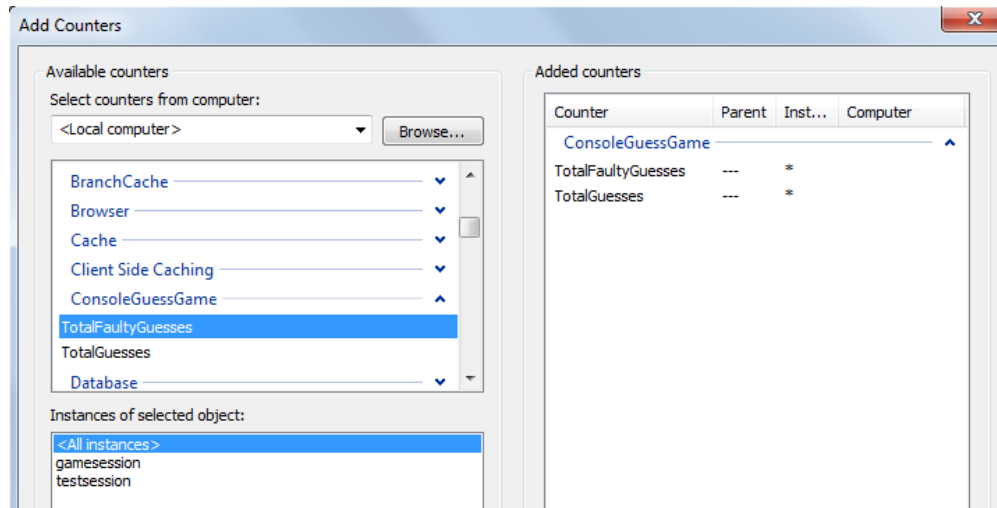 Add Counters
Available counters
Select counters from computer:
<Local computer>
Browse...
BranchCache
Browser
Cache
Client Side Caching
ConsoleGuessGame
TotalFaultyGuesses
TotalGuesses
Database
Instances of selected object:
<All instances>
gamesession
testsession
Added counters
Counter Parent Inst... Computer
ConsoleGuessGame
TotalFaultyGuesses --- *
TotalGuesses --- *